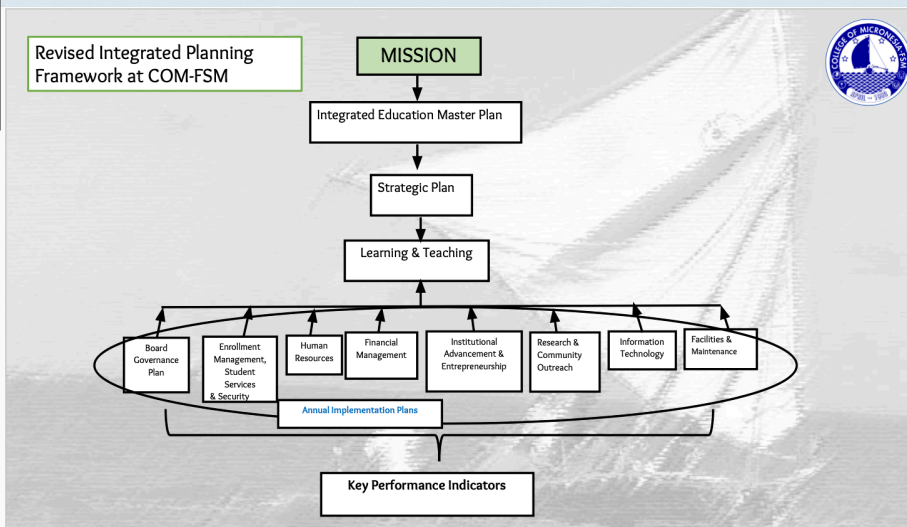 Revised Integrated Planning
Framework at COM-FSM
MISSION
COLLEGE OF MICRONESIA-FSM
Integrated Education Master Plan
Strategic Plan
Learning & Teaching
Board
Governance
Plan
Enrollment
Management,
Student
Services
& Security
Human
Resources
Financial
Management
Institutional
Advancement &
Entrepreneurship
Research &
Community
Outreach
Information
Technology
Facilities &
Maintenance
Annual Implementation Plans
Key Performance Indicators